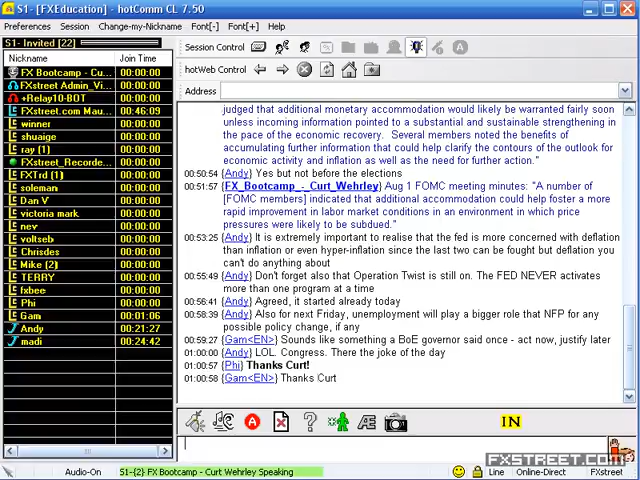 S1- [FXEducation] - hotComm CL 7.50
Preferences Session Change-my-Nickname Font[-] Font[+] Help
S1- Invited [22]
Nickname Join Time
FX Bootcamp - Cu... 00:00:00
FXstreet Admin_Vi... 00:00:00
+Relay10-BOT 00:00:00
FXstreet.com Mau... 00:46:09
winner 00:00:00
shuaige 00:00:00
ray (1) 00:00:00
FXstreet_Recorde... 00:00:00
FXTrd (1) 00:00:00
soleman 00:00:00
Dan V 00:00:00
victoria mark 00:00:00
nev 00:00:00
voltseb 00:00:00
Chrisdes 00:00:00
Mike (2) 00:00:00
TERRY 00:00:00
fxbee 00:00:00
Phi 00:00:00
Gam 00:01:06
Andy 00:21:27
madi 00:24:42
Session Control
hotWeb Control
Address
judged that additional monetary accommodation would likely be warranted fairly soon
unless incoming information pointed to a substantial and sustainable strengthening in
the pace of the economic recovery. Several members noted the benefits of
accumulating further information that could help clarify the contours of the outlook for
economic activity and inflation as well as the need for further action."
00:50:54 {Andy} Yes but not before the elections
00:51:57 {FX_Bootcamp_-_Curt_Wehrley} Aug 1 FOMC meeting minutes: "A number of
[FOMC members] indicated that additional accommodation could help foster a more
rapid improvement in labor market conditions in an environment in which price
pressures were likely to be subdued."
00:53:25 {Andy} It is extremely important to realise that the fed is more concerned with deflation
than inflation or even hyper-inflation since the last two can be fought but deflation you
can't do anything about
00:55:49 {Andy} Don't forget also that Operation Twist is still on. The FED NEVER activates
more than one program at a time
00:56:41 {Andy} Agreed, it started already today
00:58:39 {Andy} Also for next Friday, unemployment will play a bigger role that NFP for any
possible policy change, if any
00:59:27 {Gam<EN>} Sounds like something a BoE governor said once - act now, justify later
01:00:00 {Andy} LOL. Congress. There the joke of the day
01:00:57 {Phi} Thanks Curt!
01:00:58 {Gam<EN>} Thanks Curt
IN
FXSTREET.COM
Audio-On S1-{2} FX Bootcamp - Curt Wehrley Speaking Line Online-Direct FXstreet